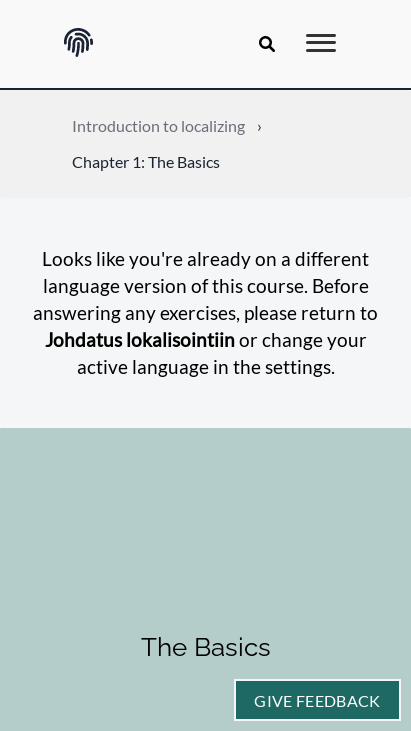 Introduction to localizing ›
Chapter 1: The Basics
Looks like you're already on a different
language version of this course. Before
answering any exercises, please return to
Johdatus lokalisointiin or change your
active language in the settings.
The Basics
GIVE FEEDBACK